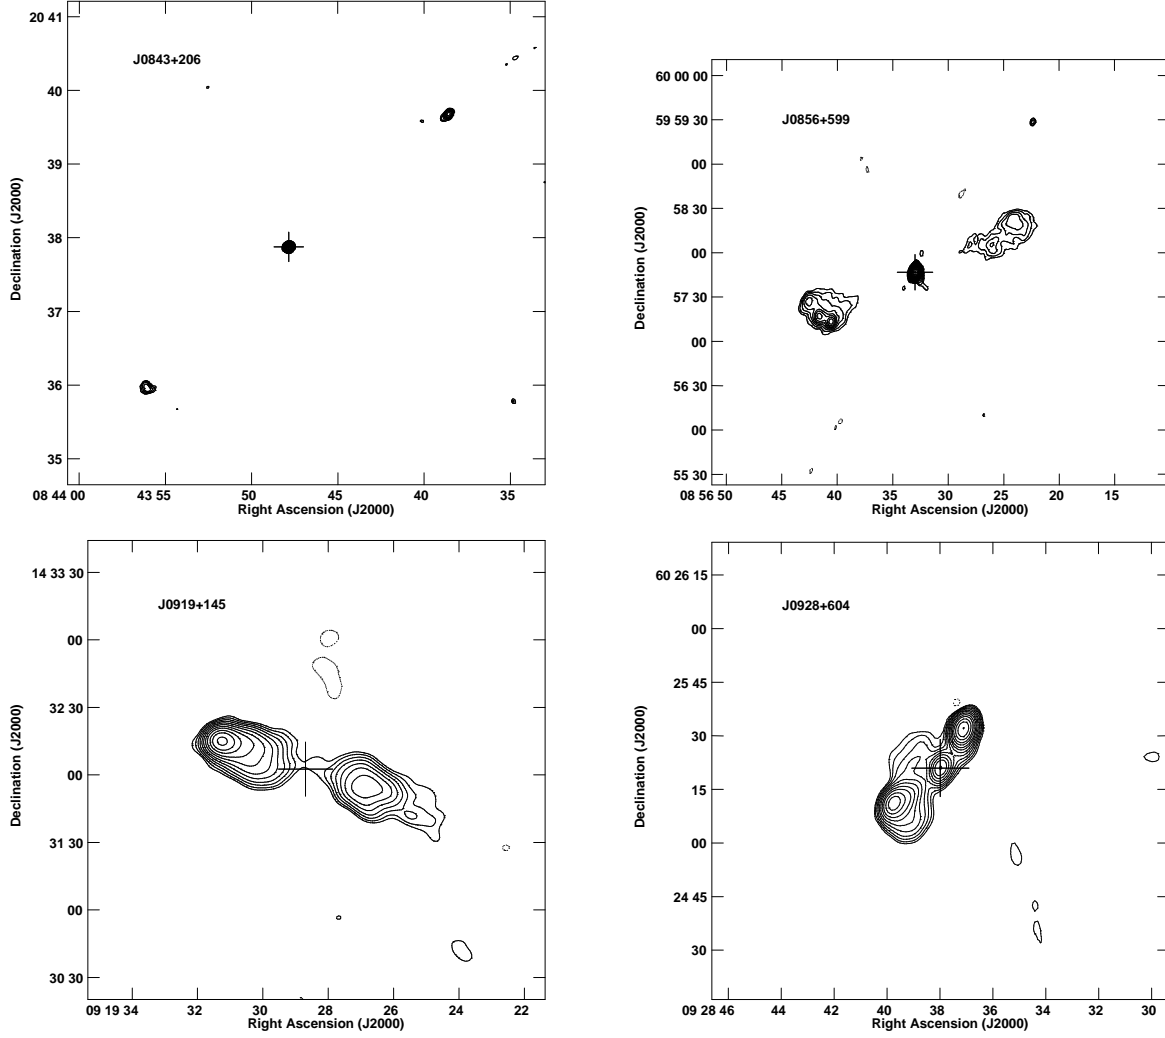 J0843+206
20 41
40
39
38
37
36
35
Declination (J2000)
08 44 00
43 55
50
45
40
35
Right Ascension (J2000)
J0856+599
60 00 00
59 59 30
00
58 30
00
57 30
00
56 30
00
55 30
Declination (J2000)
08 56 50
45
40
35
30
25
20
15
Right Ascension (J2000)
J0919+145
14 33 30
00
32 30
00
31 30
00
30 30
Declination (J2000)
09 19 34
32
30
28
26
24
22
Right Ascension (J2000)
J0928+604
60 26 15
00
25 45
30
15
00
24 45
30
Declination (J2000)
09 28 46
44
42
40
38
36
34
32
30
Right Ascension (J2000)